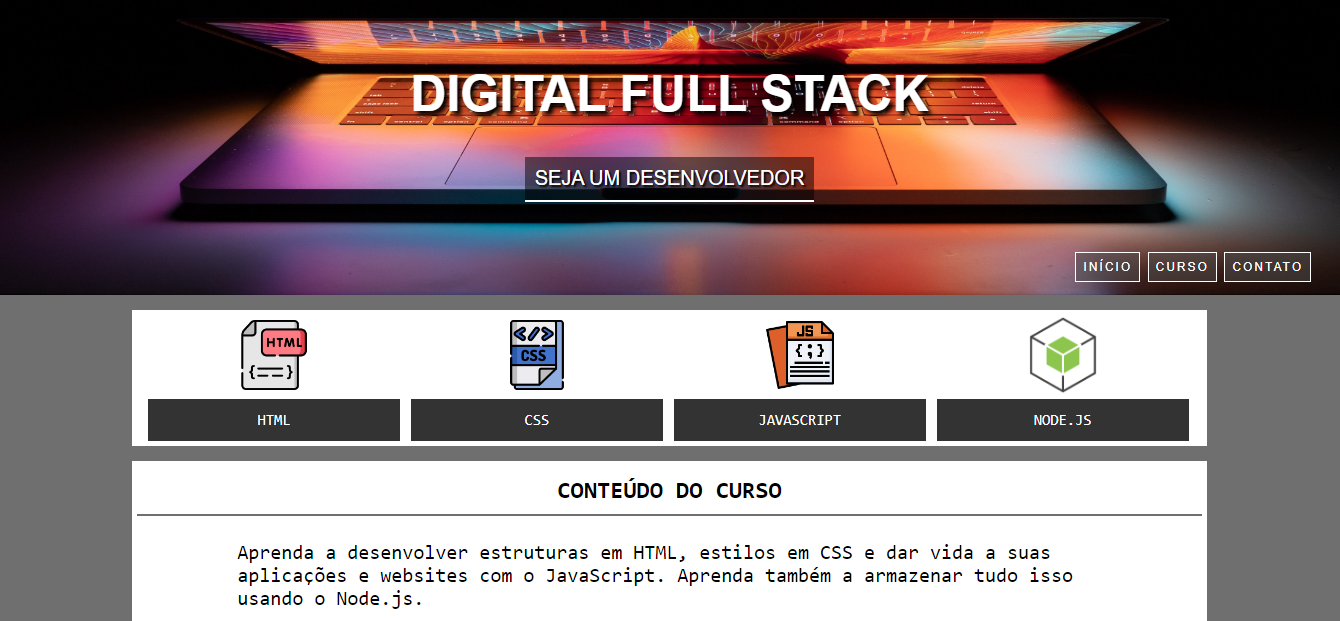 DIGITAL FULL STACK
SEJA UM DESENVOLVEDOR
INÍCIO CURSO CONTATO
HTML
{==}
</>
CSS
JS
{;}
HTML CSS JAVASCRIPT NODE.JS
CONTEÚDO DO CURSO
Aprenda a desenvolver estruturas em HTML, estilos em CSS e dar vida a suas
aplicações e websites com o JavaScript. Aprenda também a armazenar tudo isso
usando o Node.js.